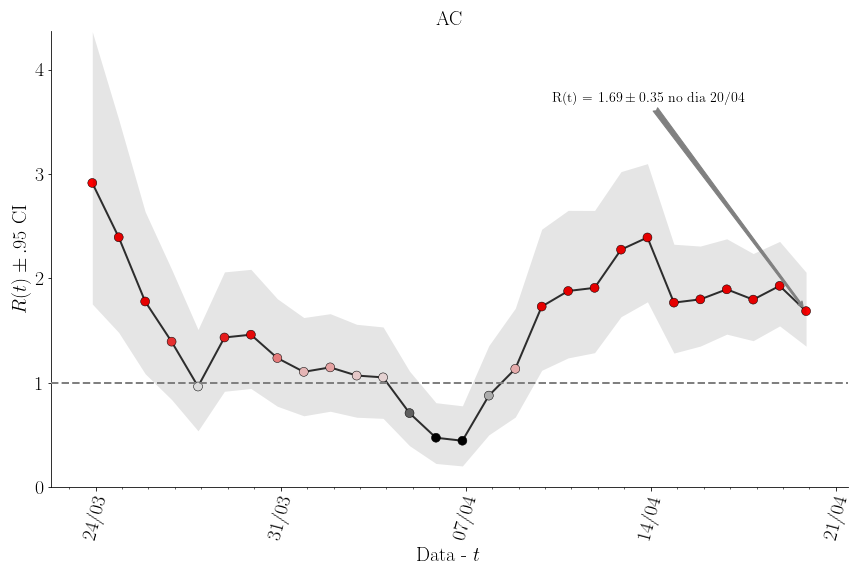 AC
R(t) = 1.69 ± 0.35 no dia 20/04
R(t) ± .95 CI
4
3
2
1
0
24/03
31/03
07/04
14/04
21/04
Data - t